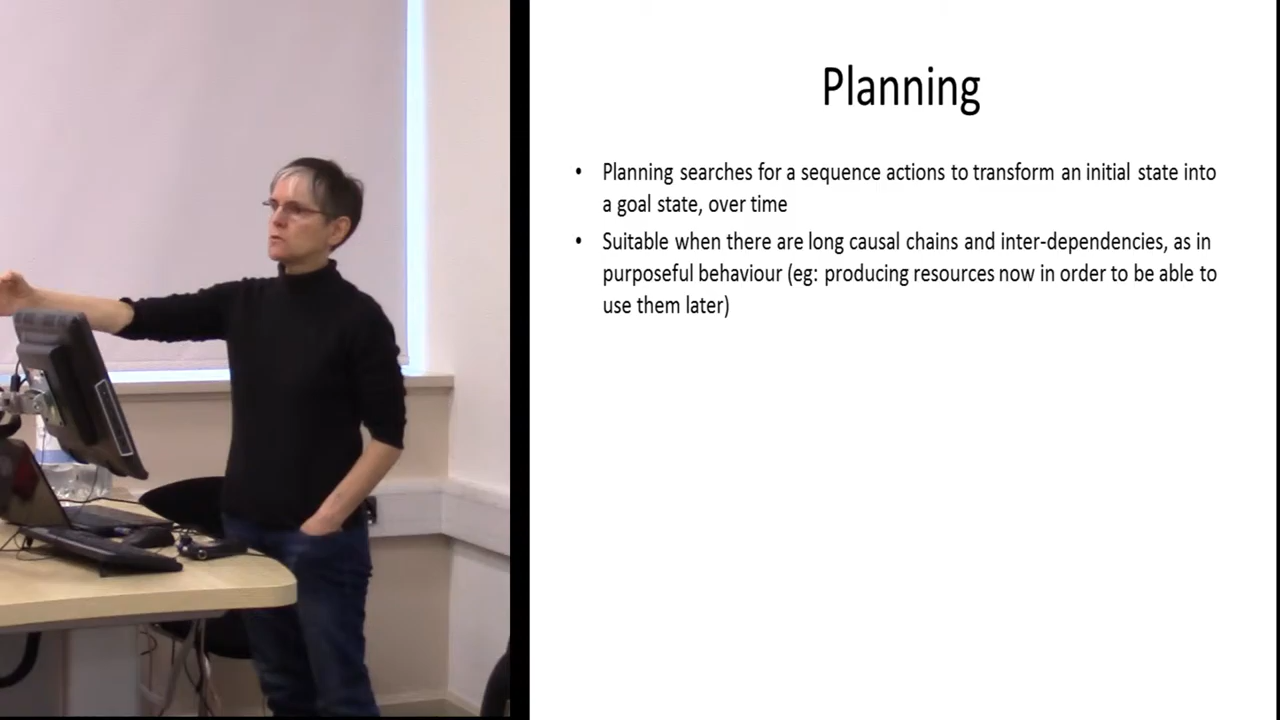 Planning
• Planning searches for a sequence actions to transform an initial state into
a goal state, over time
• Suitable when there are long causal chains and inter-dependencies, as in
purposeful behaviour (eg: producing resources now in order to be able to
use them later)